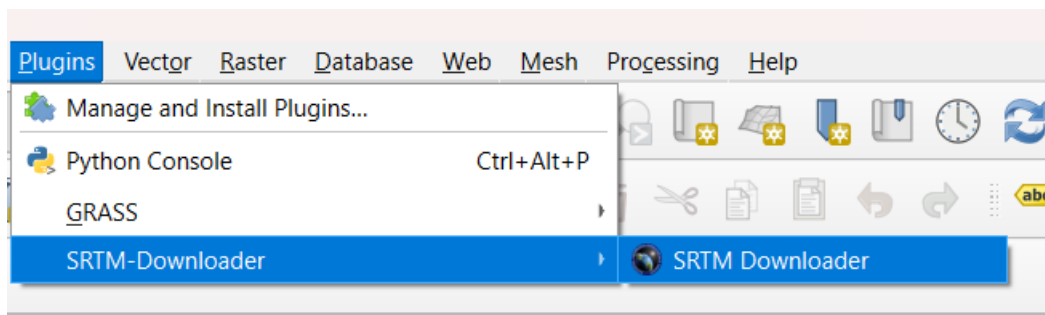 Plugins Vector Raster Database Web Mesh Processing Help
Manage and Install Plugins...
Python Console Ctrl+Alt+P
GRASS
SRTM-Downloader SRTM Downloader